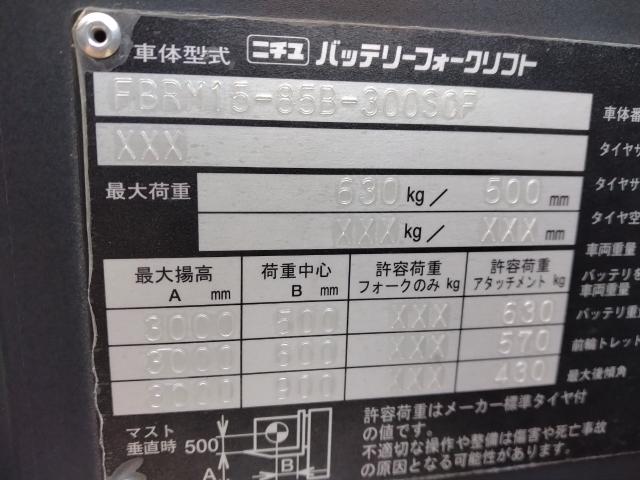 車体型式 ニチユ バッテリーフォークリフト
FBRM15-85B-300SCF
XXX
車体番
タイヤサ
最大荷重 630 kg／ 500 mm
タイヤサ
XXX kg／ XXX mm
タイヤ空
車両重量
最大揚高 荷重中心 許容荷重 許容荷重
A mm B mm フォークのみ kg アタッチメント kg
バッテリを
車両重量
3000 500 XXX 630
バッテリ重
3000 600 XXX 570
前輪トレッド
3000 900 XXX 430
最大後傾角
マスト
垂直時 500
A
B
許容荷重はメーカー標準タイヤ付
の値です。
不適切な操作や整備は傷害や死亡事故
の原因となる可能性があります。